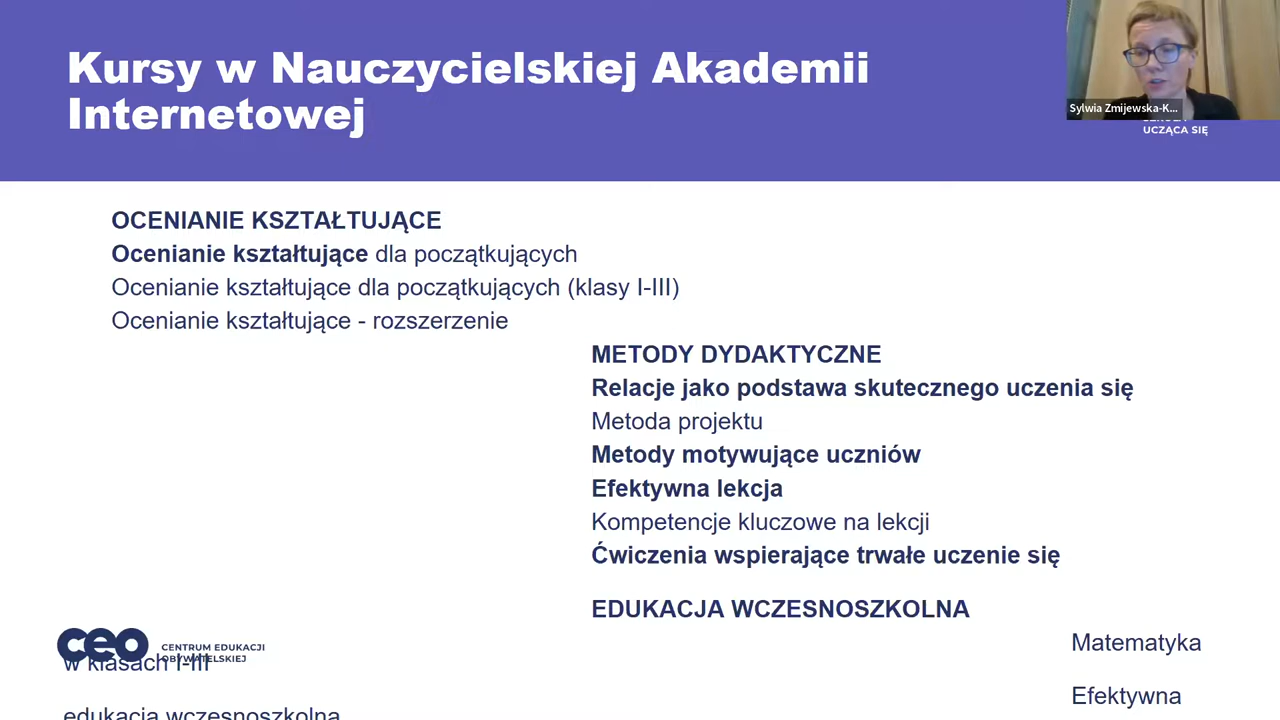 Kursy w Nauczycielskiej Akademii
Internetowej
Sylwia Zmijewska-K...
UCZĄCA SIĘ
OCENIANIE KSZTAŁTUJĄCE
Ocenianie kształtujące dla początkujących
Ocenianie kształtujące dla początkujących (klasy I-III)
Ocenianie kształtujące - rozszerzenie
METODY DYDAKTYCZNE
Relacje jako podstawa skutecznego uczenia się
Metoda projektu
Metody motywujące uczniów
Efektywna lekcja
Kompetencje kluczowe na lekcji
Ćwiczenia wspierające trwałe uczenie się
EDUKACJA WCZESNOSZKOLNA
Matematyka
w klasach I-III
Efektywna
edukacja wczesnoszkolna
ceo
CENTRUM EDUKACJI
OBYWATELSKIEJ